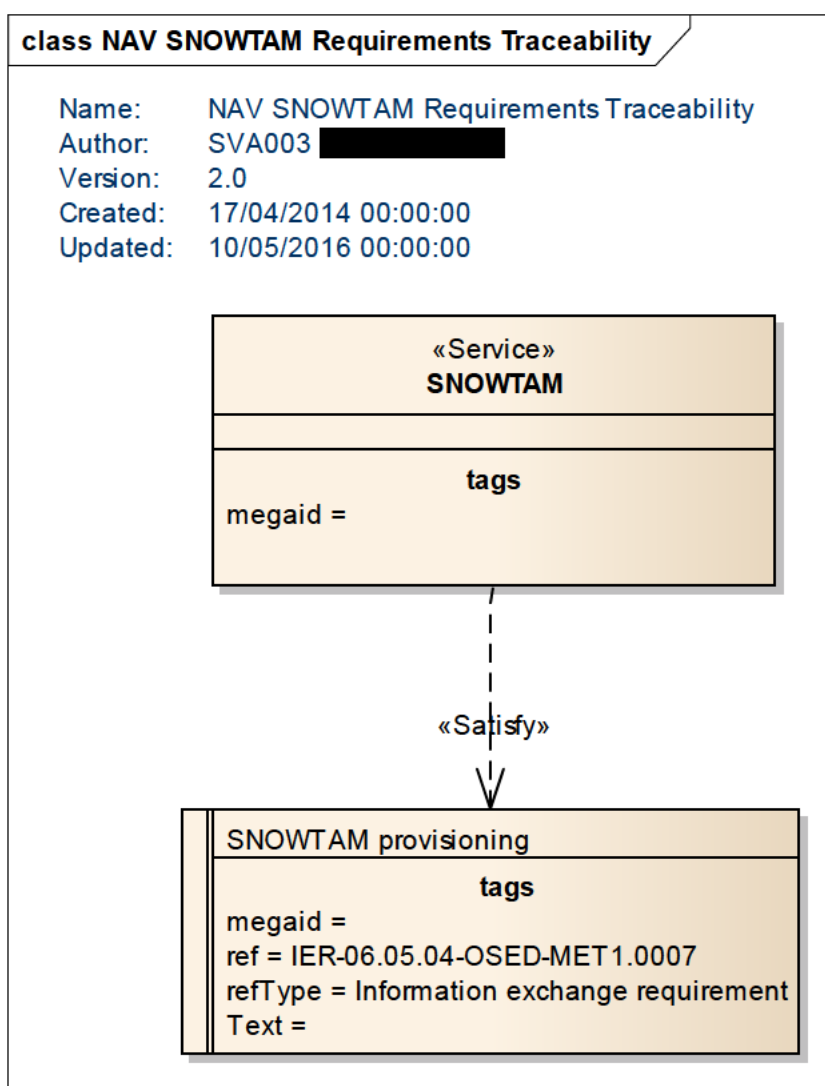 class NAV SNOWTAM Requirements Traceability
Name: NAV SNOWTAM Requirements Traceability
Author: SVA003
Version: 2.0
Created: 17/04/2014 00:00:00
Updated: 10/05/2016 00:00:00
«Service»
SNOWTAM
tags
megaid =
«Satisfy»
SNOWTAM provisioning
tags
megaid =
ref = IER-06.05.04-OSED-MET1.0007
refType = Information exchange requirement
Text =